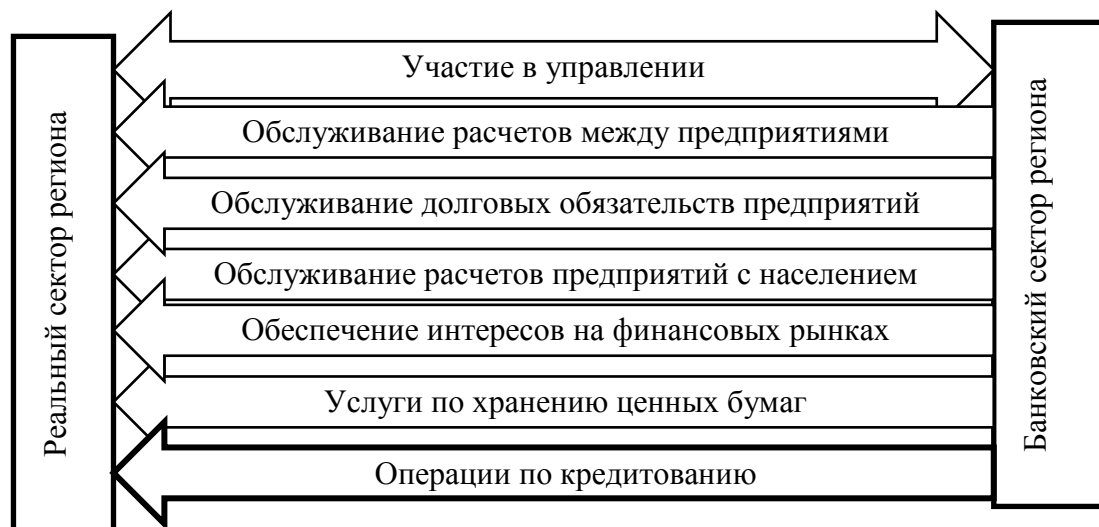 Реальный сектор региона
Участие в управлении
Обслуживание расчетов между предприятиями
Обслуживание долговых обязательств предприятий
Обслуживание расчетов предприятий с населением
Обеспечение интересов на финансовых рынках
Услуги по хранению ценных бумаг
Операции по кредитованию
Банковский сектор региона